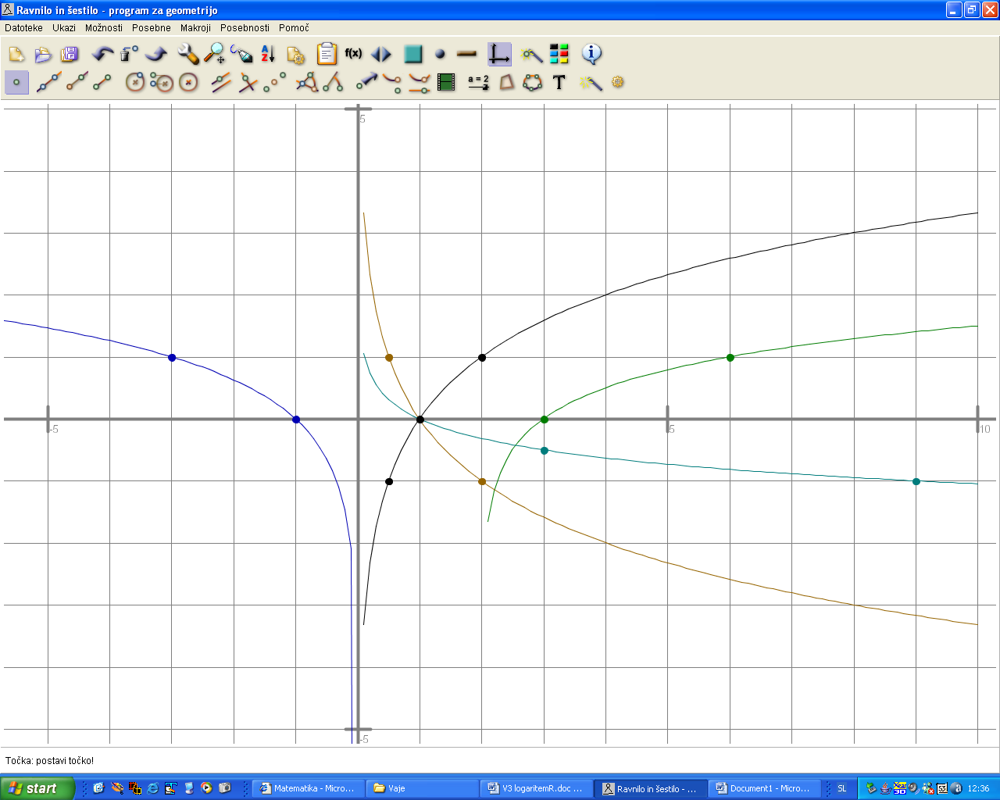 Ravnilo in šestilo - program za geometrijo
Datoteke Ukazi Možnosti Posebne Makroji Posebnosti Pomoč
A Z f(x)
a = 2 T
5
-5 5 10
-5
Točka: postavi točko!
start Matematika - Micro... Vaje V3 logaritemR.doc ... Ravnilo in šestilo - ... Document1 - Micro... SL 12:36